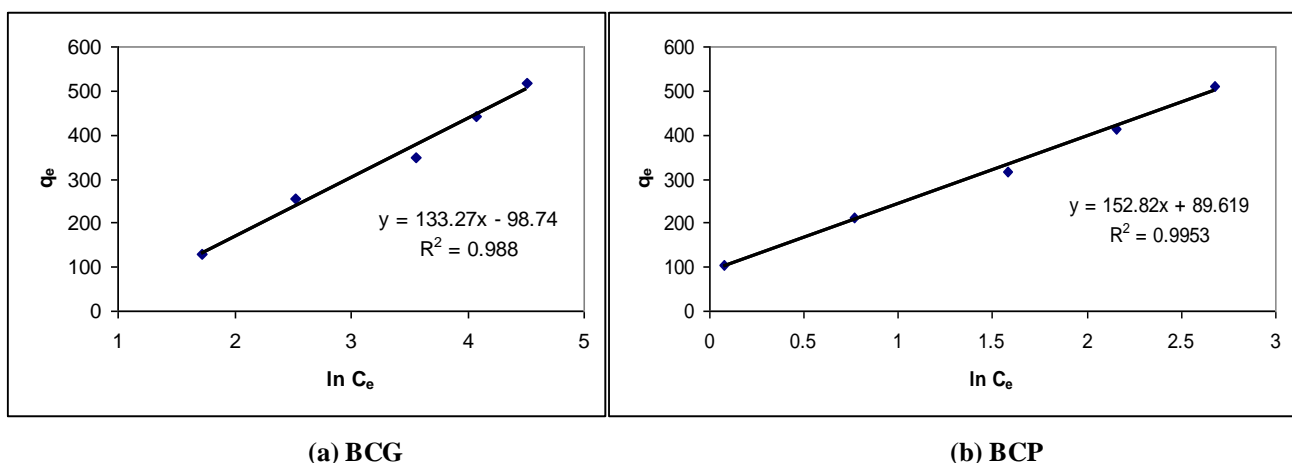 600
500
400
300
200
100
0
qe
1 2 3 4 5
ln Ce
y = 133.27x - 98.74
R2 = 0.988
(a) BCG
600
500
400
300
200
100
0
qe
0 0.5 1 1.5 2 2.5 3
ln Ce
y = 152.82x + 89.619
R2 = 0.9953
(b) BCP